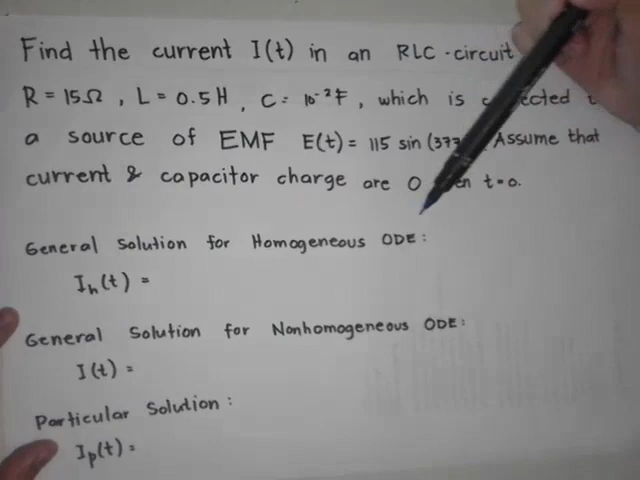 Find the current I(t) in an RLC-circuit
R = 15Ω, L = 0.5H, C = 10⁻²F, which is
a source of EMF E(t) = 115 sin (377 Assume that
current & capacitor charge are 0 t=0.
General Solution for Homogeneous ODE:
Iₕ(t) =
General Solution for Nonhomogeneous ODE:
I(t) =
Particular Solution:
Iₚ(t) =